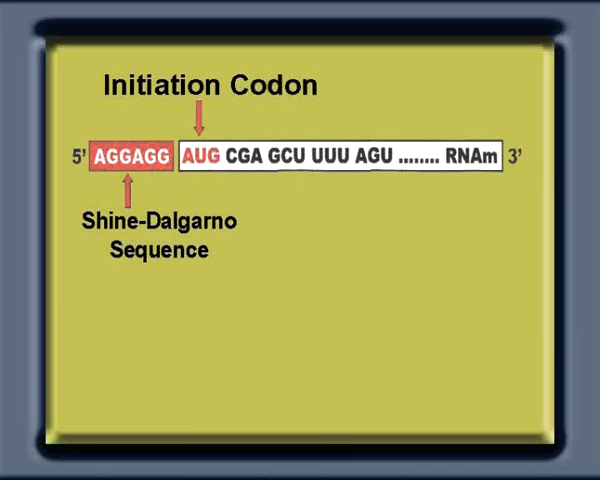 Initiation Codon
5' AGGAGG AUG CGA GCU UUU AGU ........ RNAm 3'
Shine-Dalgarno
Sequence